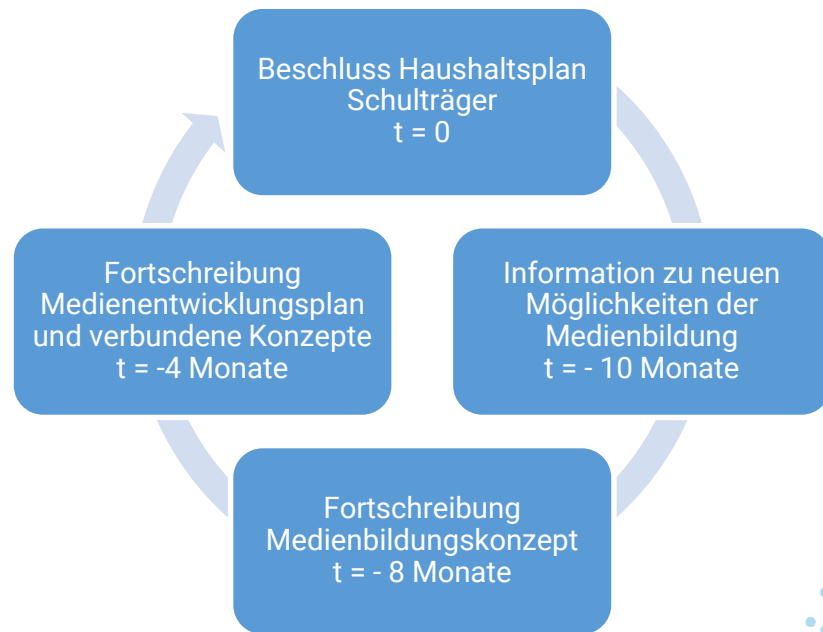 Beschluss Haushaltsplan
Schulträger
t = 0
Information zu neuen
Möglichkeiten der
Medienbildung
t = - 10 Monate
Fortschreibung
Medienbildungskonzept
t = - 8 Monate
Fortschreibung
Medienentwicklungsplan
und verbundene Konzepte
t = -4 Monate